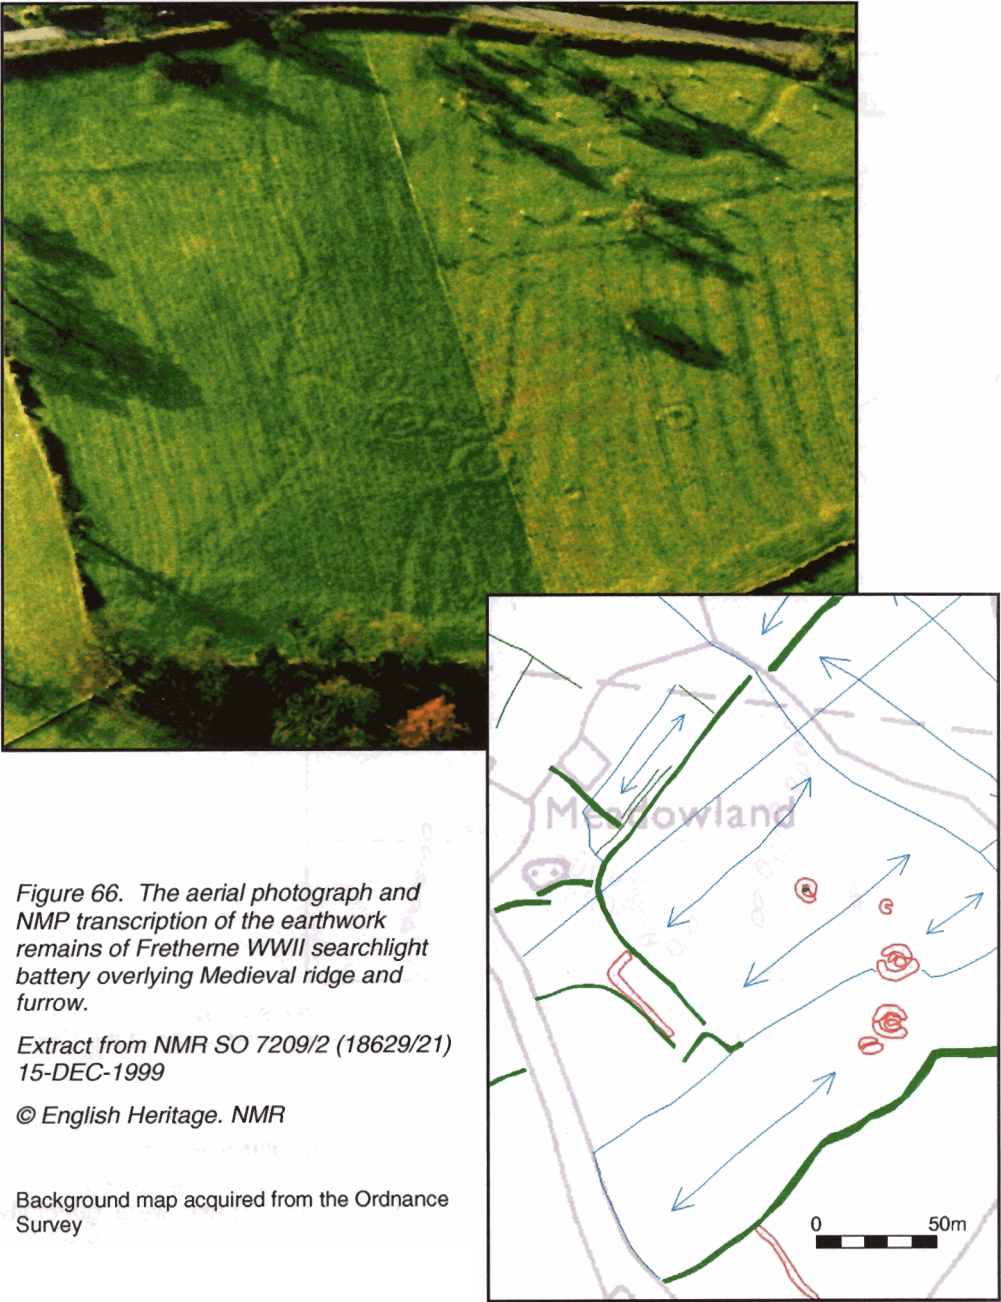 Meadowland
0 50m
Figure 66. The aerial photograph and
NMP transcription of the earthwork
remains of Fretherne WWII searchlight
battery overlying Medieval ridge and
furrow.
Extract from NMR SO 7209/2 (18629/21)
15-DEC-1999
© English Heritage. NMR
Background map acquired from the Ordnance
Survey